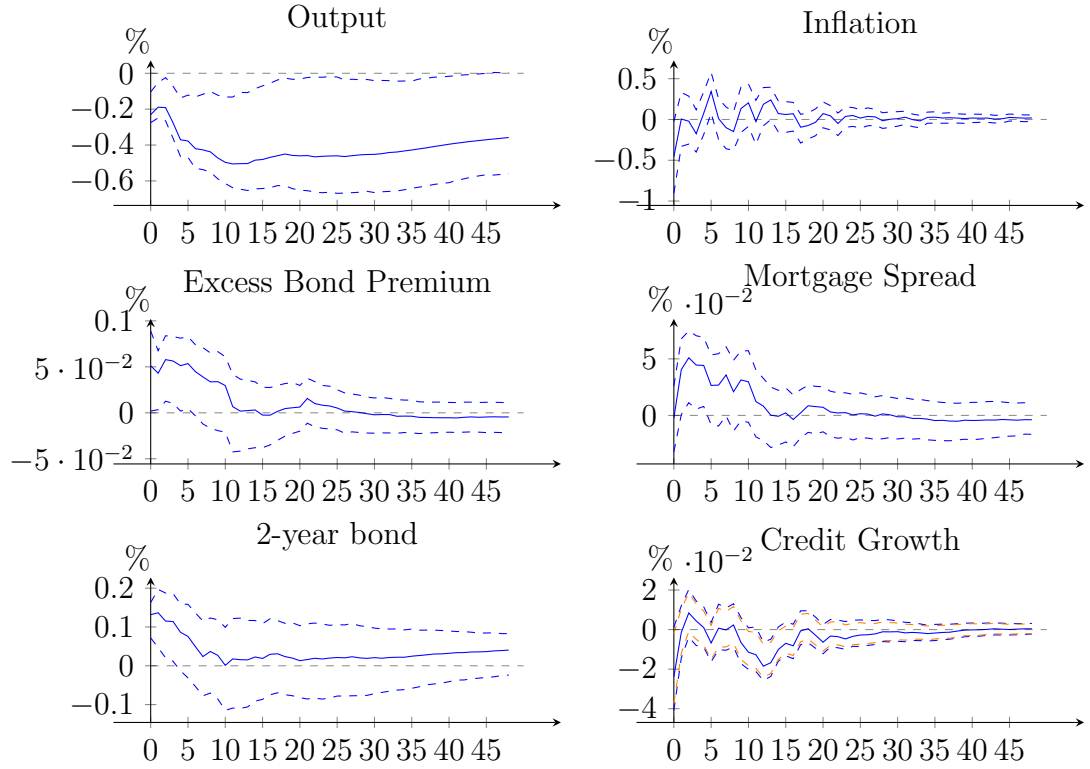 Output
%
0
−0.2
−0.4
−0.6
0 5 10 15 20 25 30 35 40 45
Inflation
%
0.5
0
−0.5
−1
0 5 10 15 20 25 30 35 40 45
Excess Bond Premium
%
0.1
5 · 10−2
0
−5 · 10−2
0 5 10 15 20 25 30 35 40 45
Mortgage Spread
% ·10−2
5
0
0 5 10 15 20 25 30 35 40 45
2-year bond
%
0.2
0.1
0
−0.1
0 5 10 15 20 25 30 35 40 45
Credit Growth
% ·10−2
2
0
−2
−4
0 5 10 15 20 25 30 35 40 45